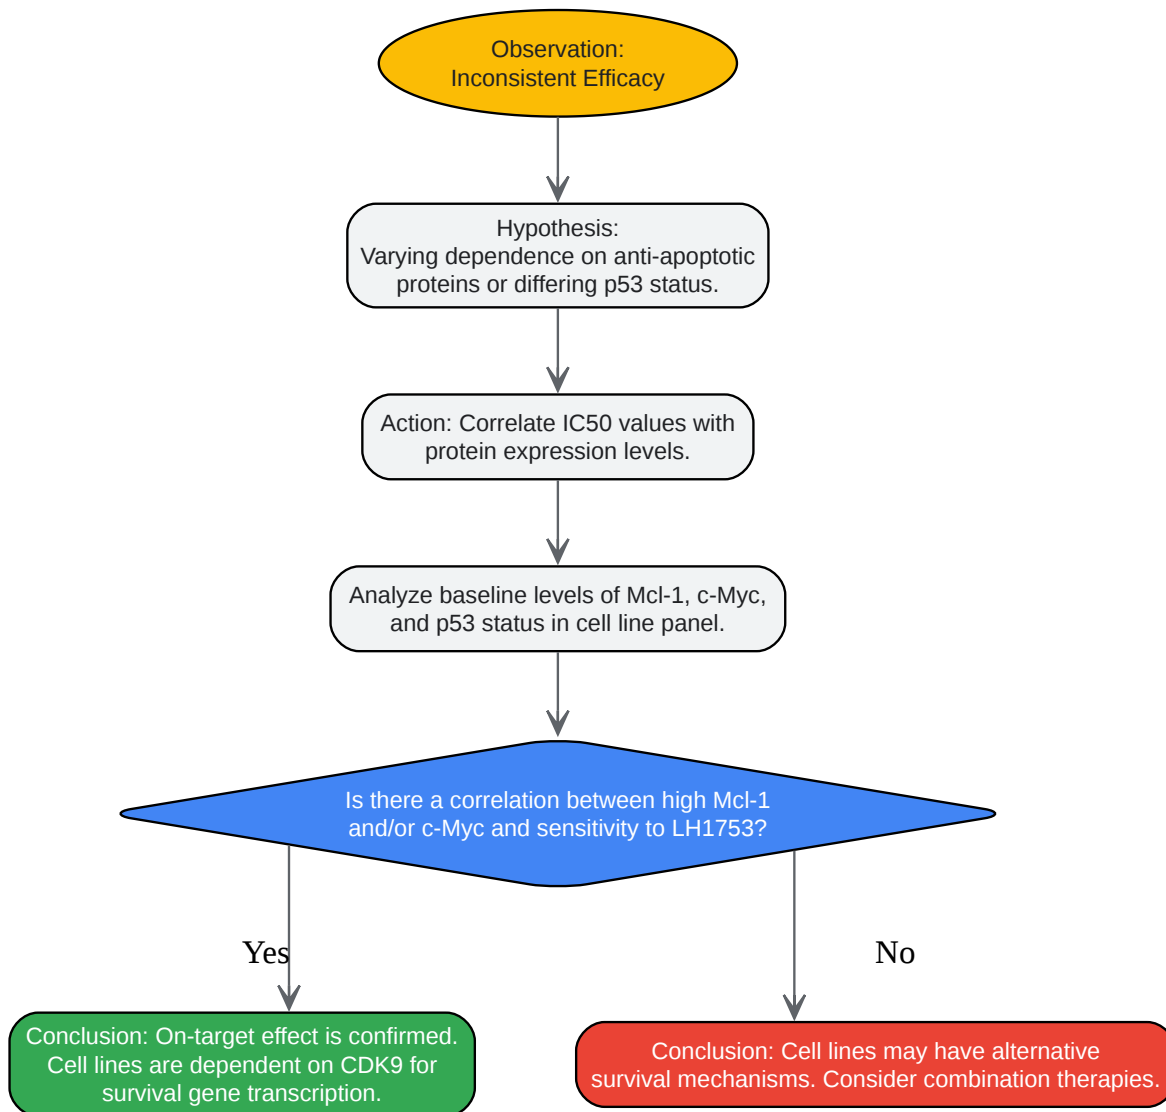 Observation:
Inconsistent Efficacy
Hypothesis:
Varying dependence on anti-apoptotic
proteins or differing p53 status.
Action: Correlate IC50 values with
protein expression levels.
Analyze baseline levels of Mcl-1, c-Myc,
and p53 status in cell line panel.
Is there a correlation between high Mcl-1
and/or c-Myc and sensitivity to LH1753?
Yes
No
Conclusion: On-target effect is confirmed.
Cell lines are dependent on CDK9 for
survival gene transcription.
Conclusion: Cell lines may have alternative
survival mechanisms. Consider combination therapies.